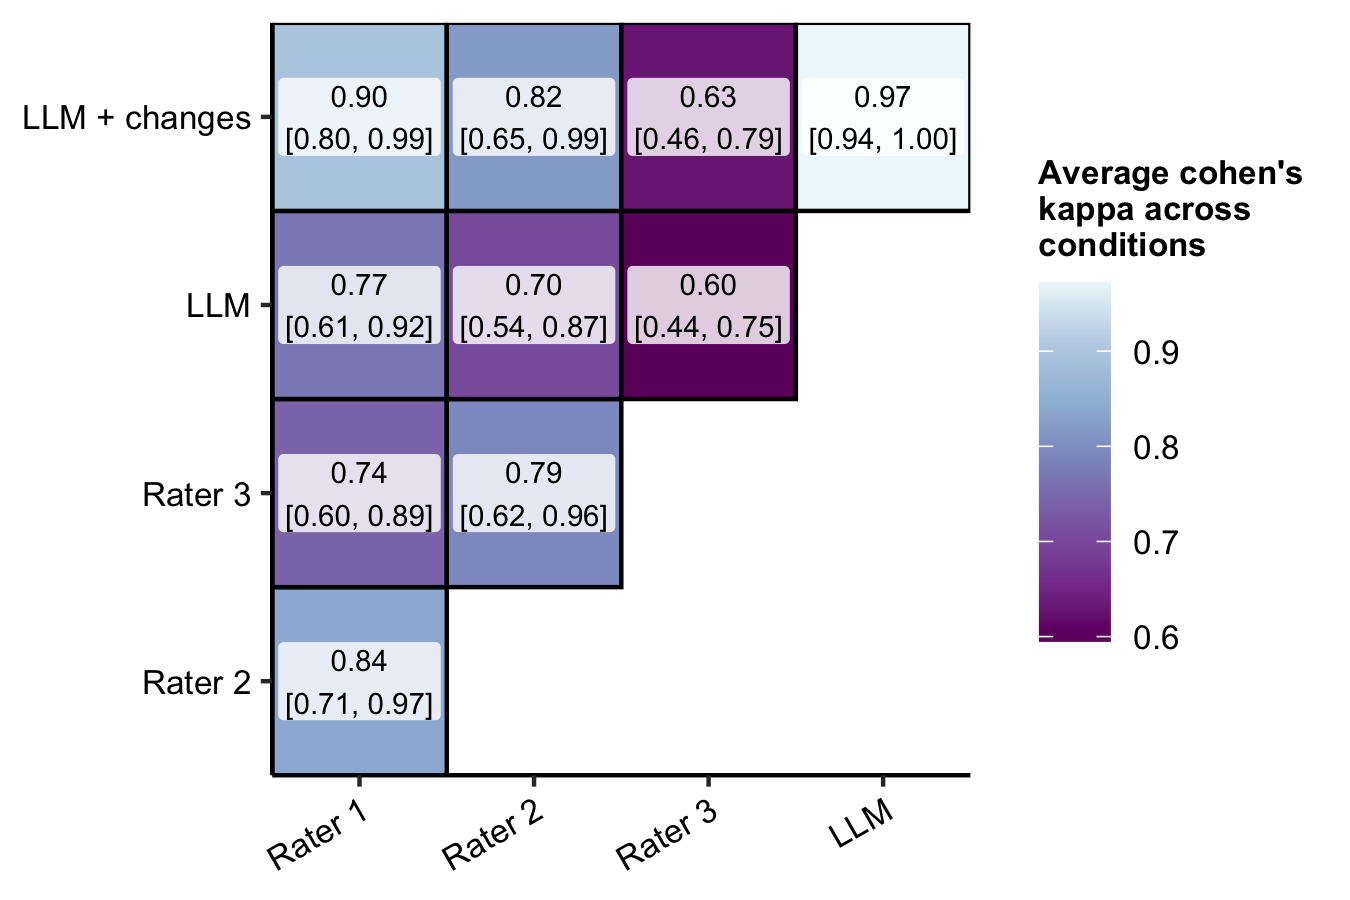 LLM + changes
0.90
[0.80, 0.99]
0.82
[0.65, 0.99]
0.63
[0.46, 0.79]
0.97
[0.94, 1.00]
LLM
0.77
[0.61, 0.92]
0.70
[0.54, 0.87]
0.60
[0.44, 0.75]
Rater 3
0.74
[0.60, 0.89]
0.79
[0.62, 0.96]
Rater 2
0.84
[0.71, 0.97]
Rater 1
Rater 2
Rater 3
LLM
Average cohen's
kappa across
conditions
0.9
0.8
0.7
0.6